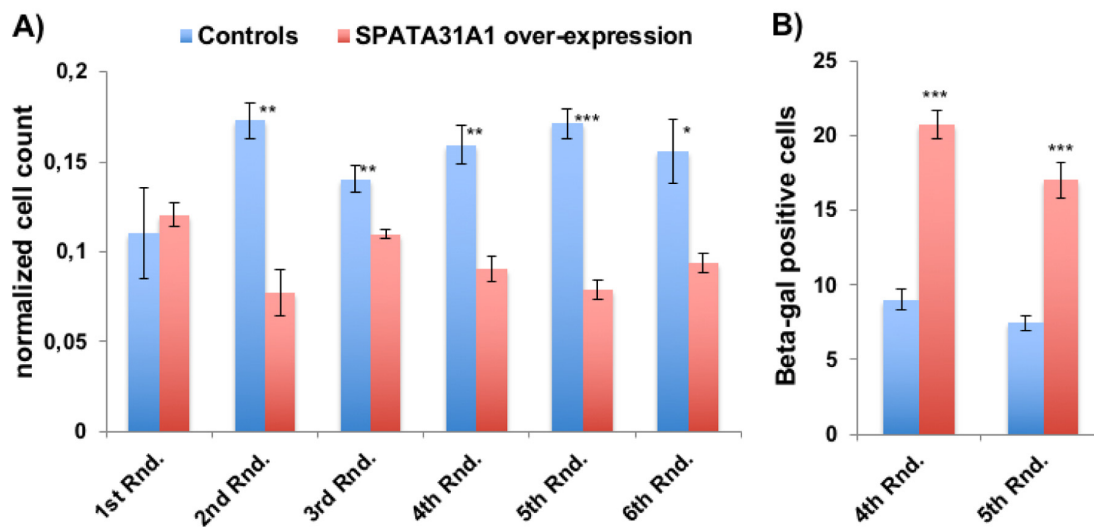 A)
Controls SPATA31A1 over-expression
normalized cell count
0,2
0,15
0,1
0,05
0
**
**
**
***
*
1st Rnd.
2nd Rnd.
3rd Rnd.
4th Rnd.
5th Rnd.
6th Rnd.
B)
Beta-gal positive cells
25
20
15
10
5
0
***
***
4th Rnd.
5th Rnd.